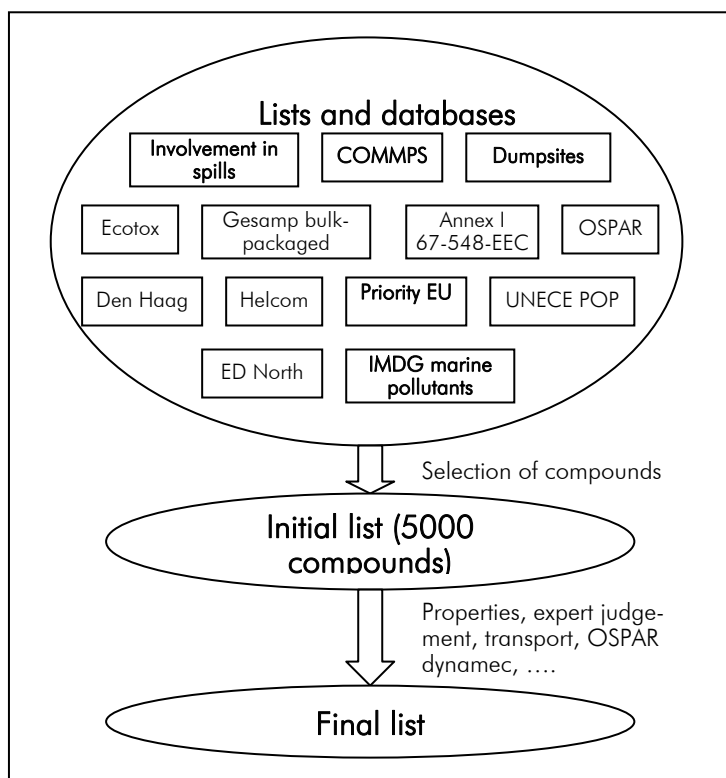 Lists and databases
Involvement in
spills
COMMPS
Dumpsites
Ecotox
Gesamp bulk-
packaged
Annex I
67-548-EEC
OSPAR
Den Haag
Helcom
Priority EU
UNECE POP
ED North
IMDG marine
pollutants
Selection of compounds
Initial list (5000
compounds)
Properties, expert judge-
ment, transport, OSPAR
dynamec, ....
Final list